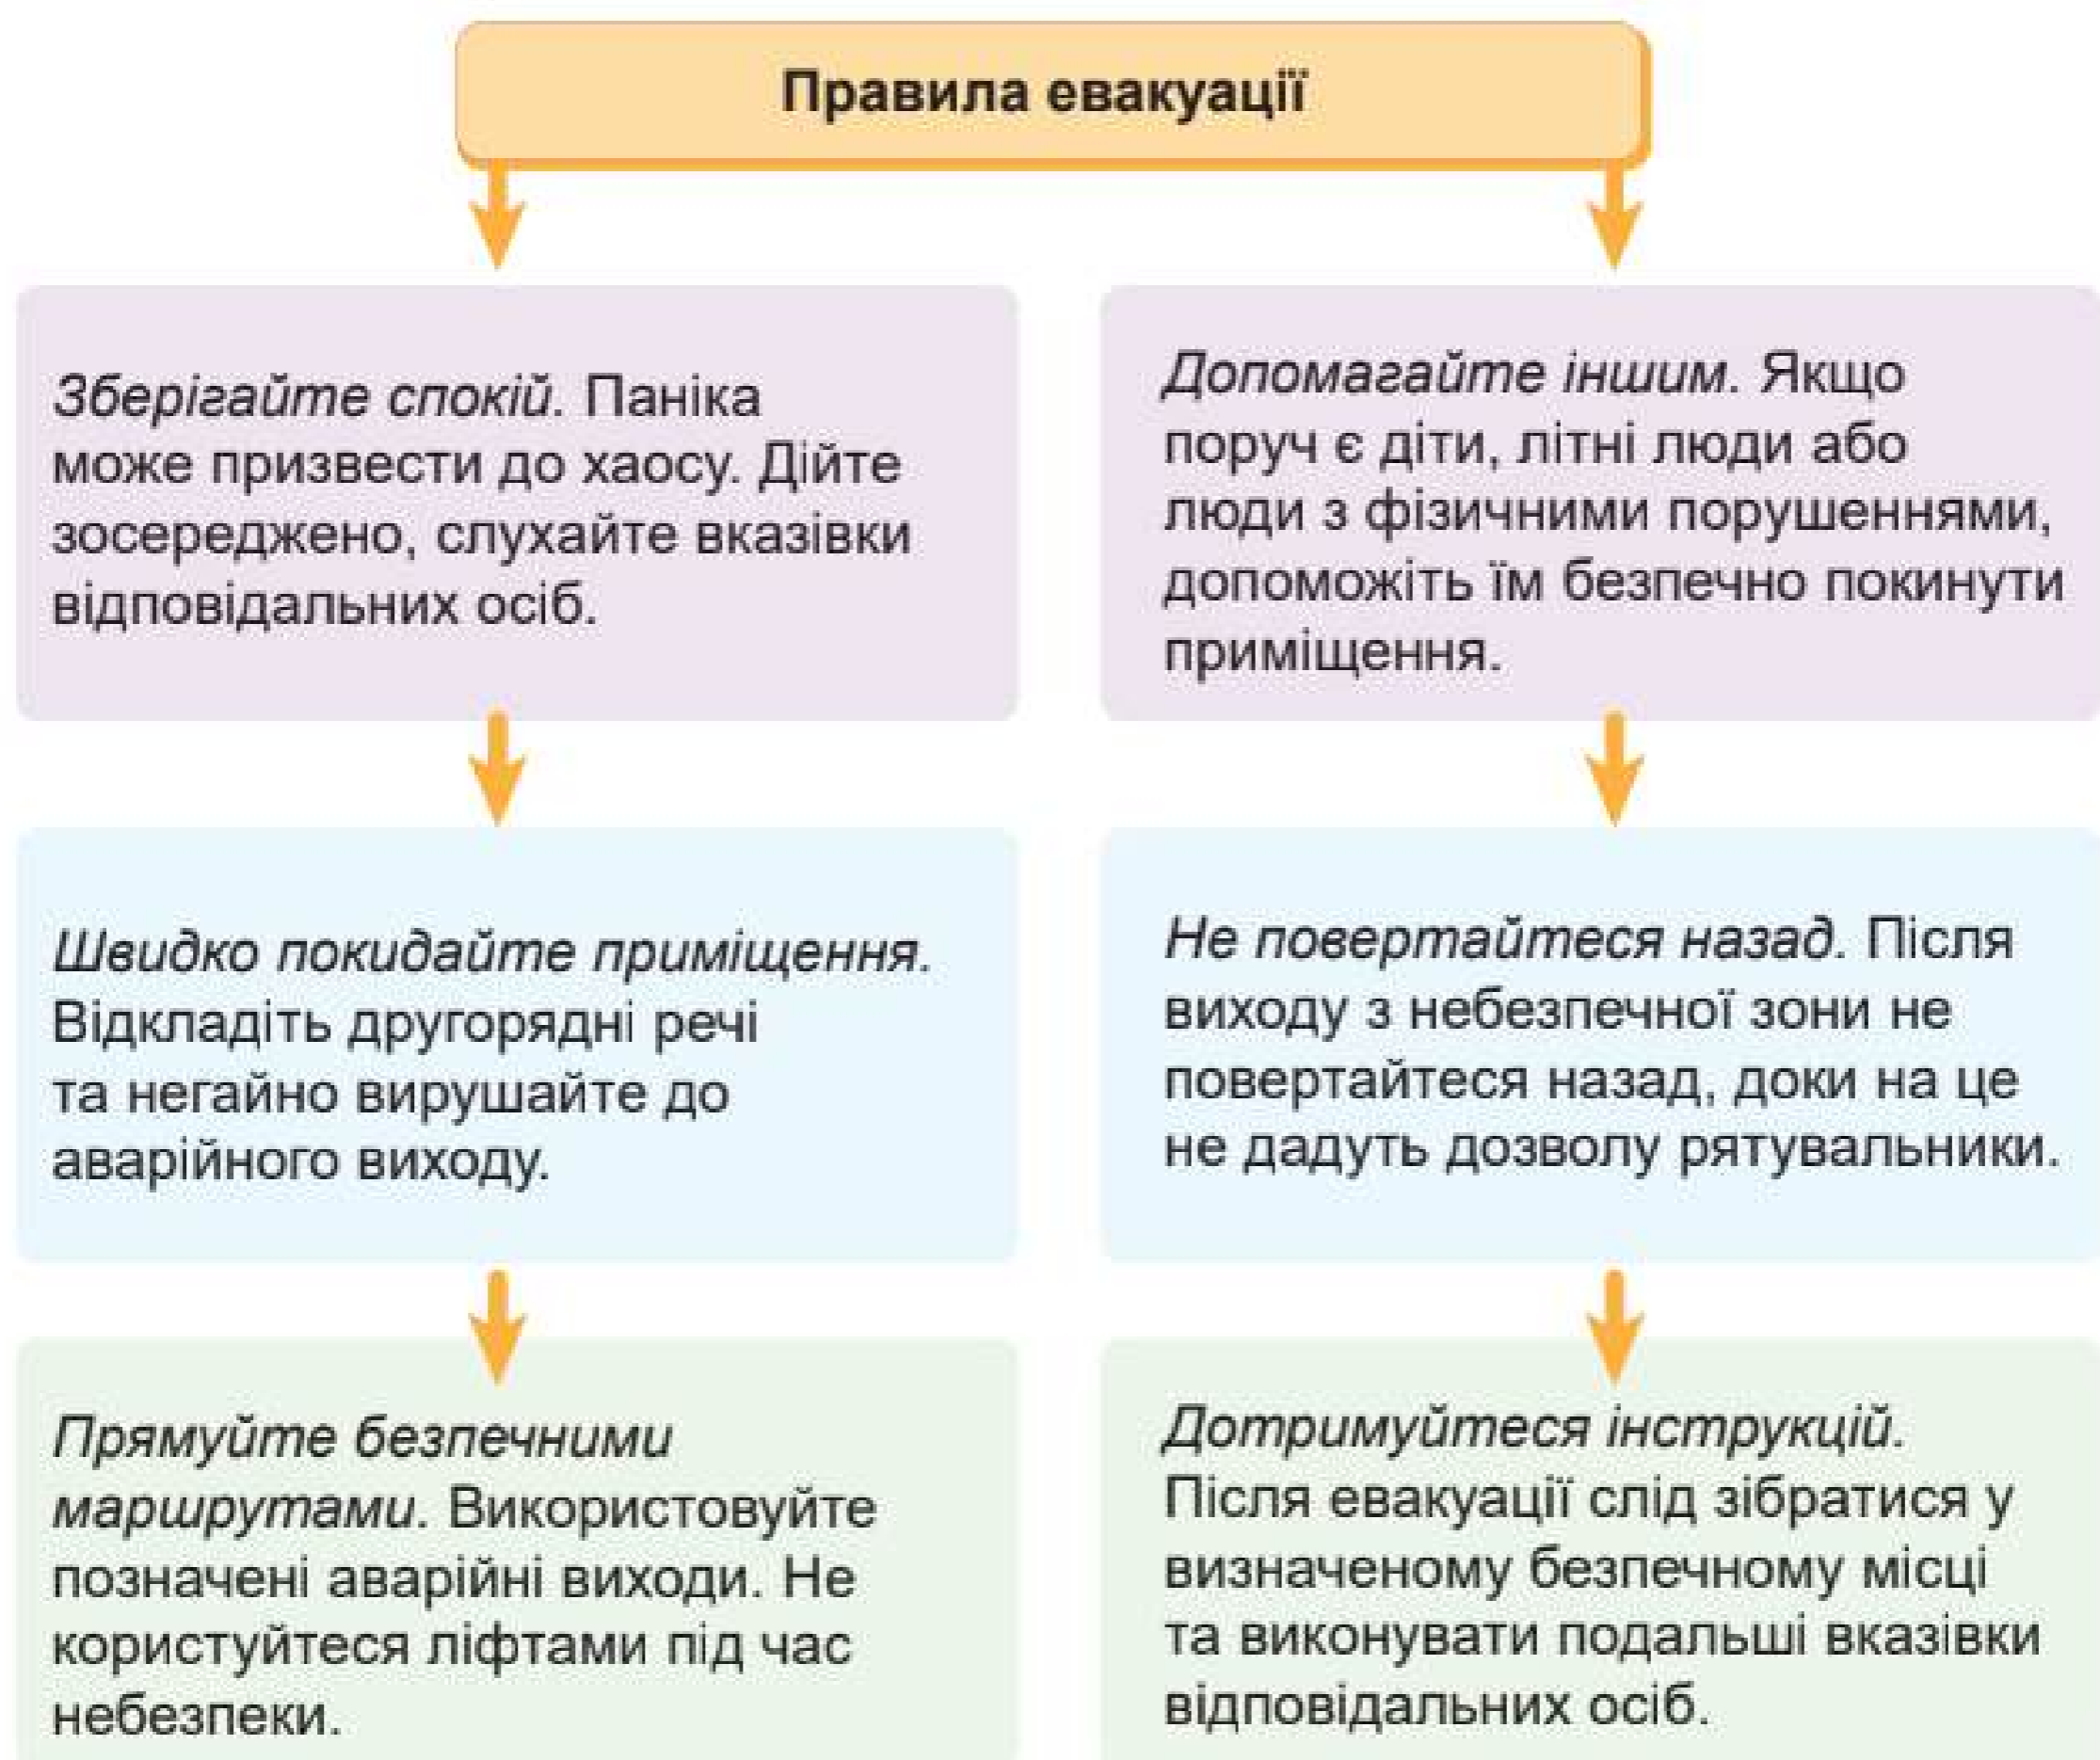 Правила евакуації
Зберігайте спокій. Паніка
може призвести до хаосу. Дійте
зосереджено, слухайте вказівки
відповідальних осіб.
Швидко покидайте приміщення.
Відкладіть другорядні речі
та негайно вирушайте до
аварійного виходу.
Прямуйте безпечними
маршрутами. Використовуйте
позначені аварійні виходи. Не
користуйтеся ліфтами під час
небезпеки.
Допомагайте іншим. Якщо
поруч є діти, літні люди або
люди з фізичними порушеннями,
допоможіть їм безпечно покинути
приміщення.
Не повертайтеся назад. Після
виходу з небезпечної зони не
повертайтеся назад, доки на це
не дадуть дозволу рятувальники.
Дотримуйтеся інструкцій.
Після евакуації слід зібратися у
визначеному безпечному місці
та виконувати подальші вказівки
відповідальних осіб.